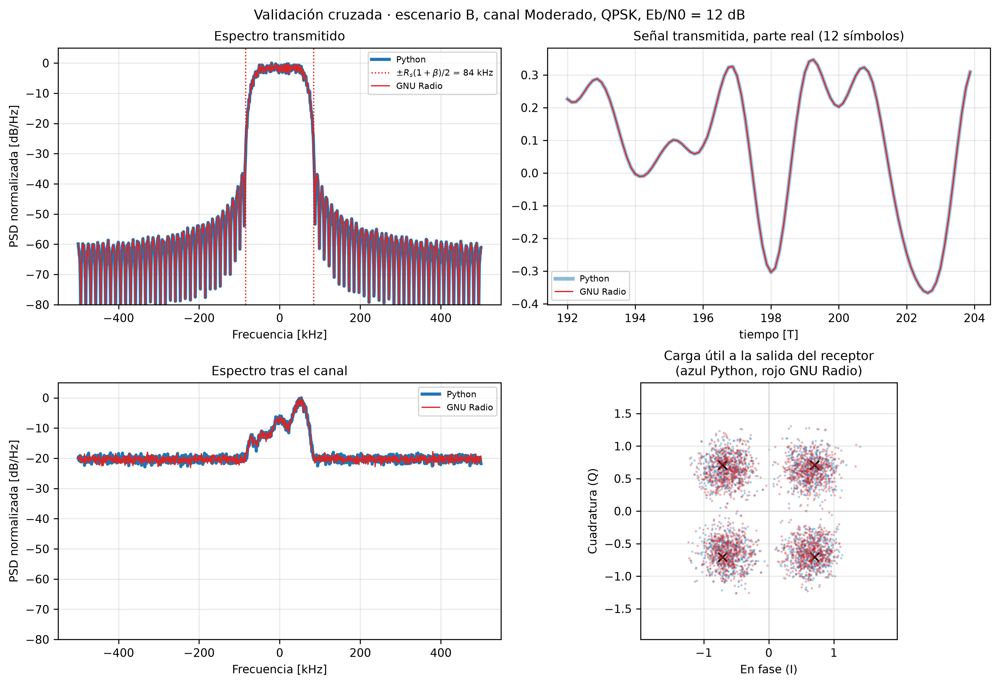 Validación cruzada · escenario B, canal Moderado, QPSK, Eb/N0 = 12 dB
Espectro transmitido
PSD normalizada [dB/Hz]
0
−10
−20
−30
−40
−50
−60
−70
−80
−400
−200
0
200
400
Frecuencia [kHz]
Python
±R_s(1 + β)/2 = 84 kHz
GNU Radio
Señal transmitida, parte real (12 símbolos)
0.3
0.2
0.1
0.0
−0.1
−0.2
−0.3
−0.4
192
194
196
198
200
202
204
tiempo [T]
Python
GNU Radio
Espectro tras el canal
PSD normalizada [dB/Hz]
0
−10
−20
−30
−40
−50
−60
−70
−80
−400
−200
0
200
400
Frecuencia [kHz]
Python
GNU Radio
Carga útil a la salida del receptor
(azul Python, rojo GNU Radio)
Cuadratura (Q)
1.5
1.0
0.5
0.0
−0.5
−1.0
−1.5
−1
0
1
En fase (I)